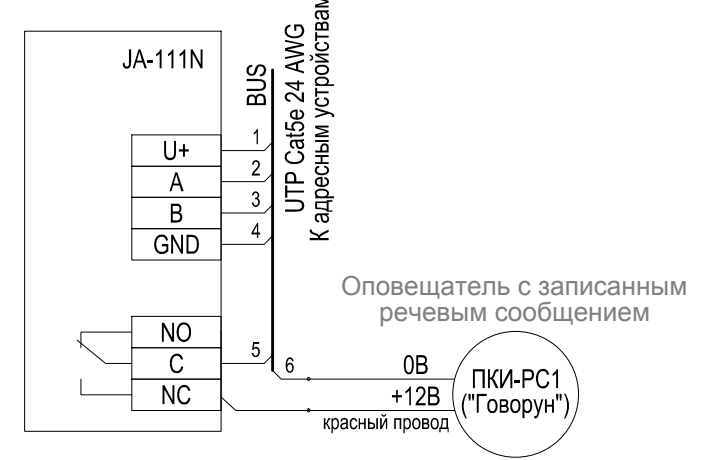 JA-111N
BUS
UTP Cat5e 24 AWG
К адресным устройствам
U+
1
A
2
B
3
GND
4
Оповещатель с записанным
речевым сообщением
NO
C
5
NC
6
0В
+12В
красный провод
ПКИ-РС1
("Говорун")